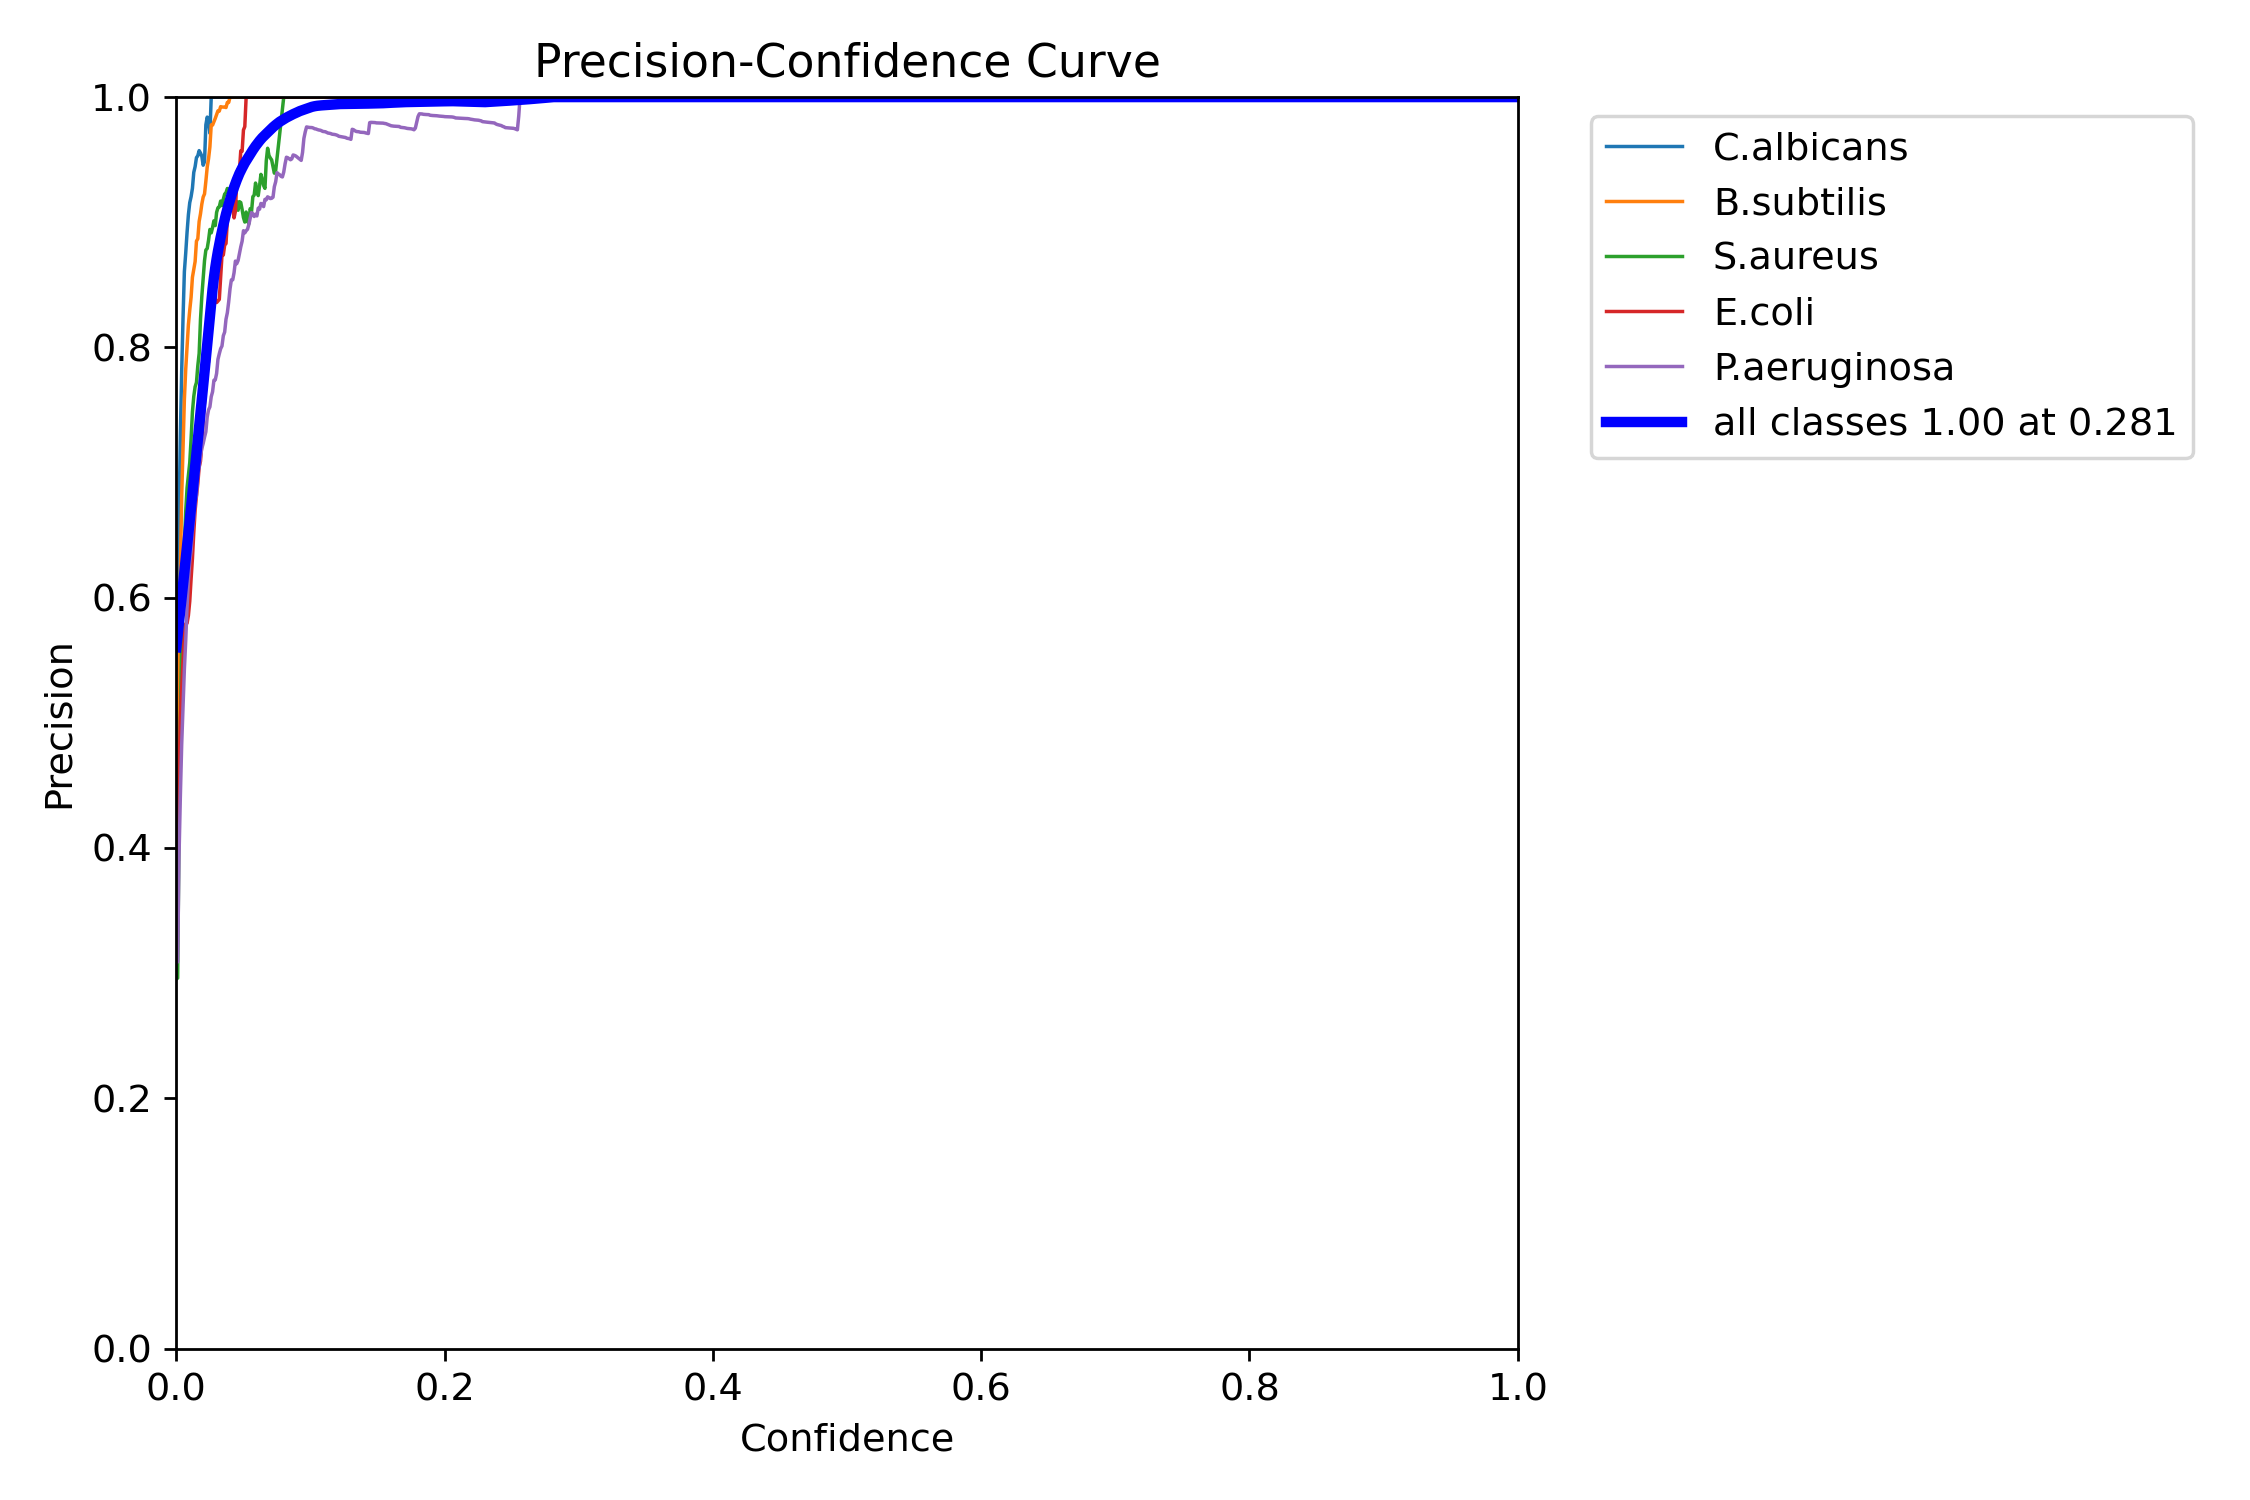 Precision-Confidence Curve
1.0
0.8
0.6
0.4
0.2
0.0
Precision
0.0 0.2 0.4 0.6 0.8 1.0
Confidence
C.albicans
B.subtilis
S.aureus
E.coli
P.aeruginosa
all classes 1.00 at 0.281